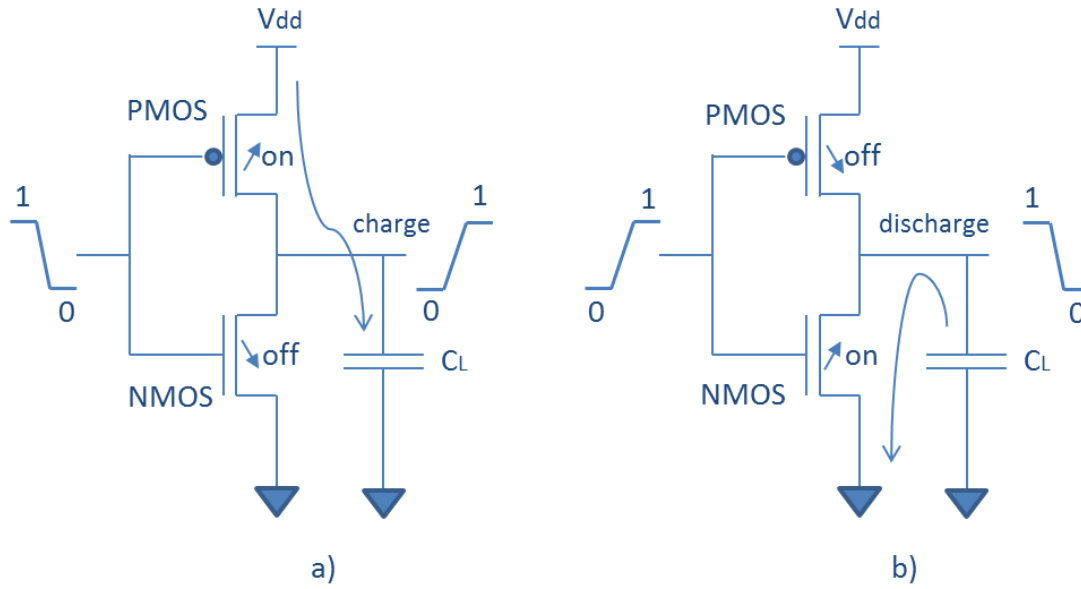 Vdd
PMOS
on
1
charge
1
0
0
off
CL
NMOS
a)
Vdd
PMOS
off
1
discharge
1
0
0
on
CL
NMOS
b)